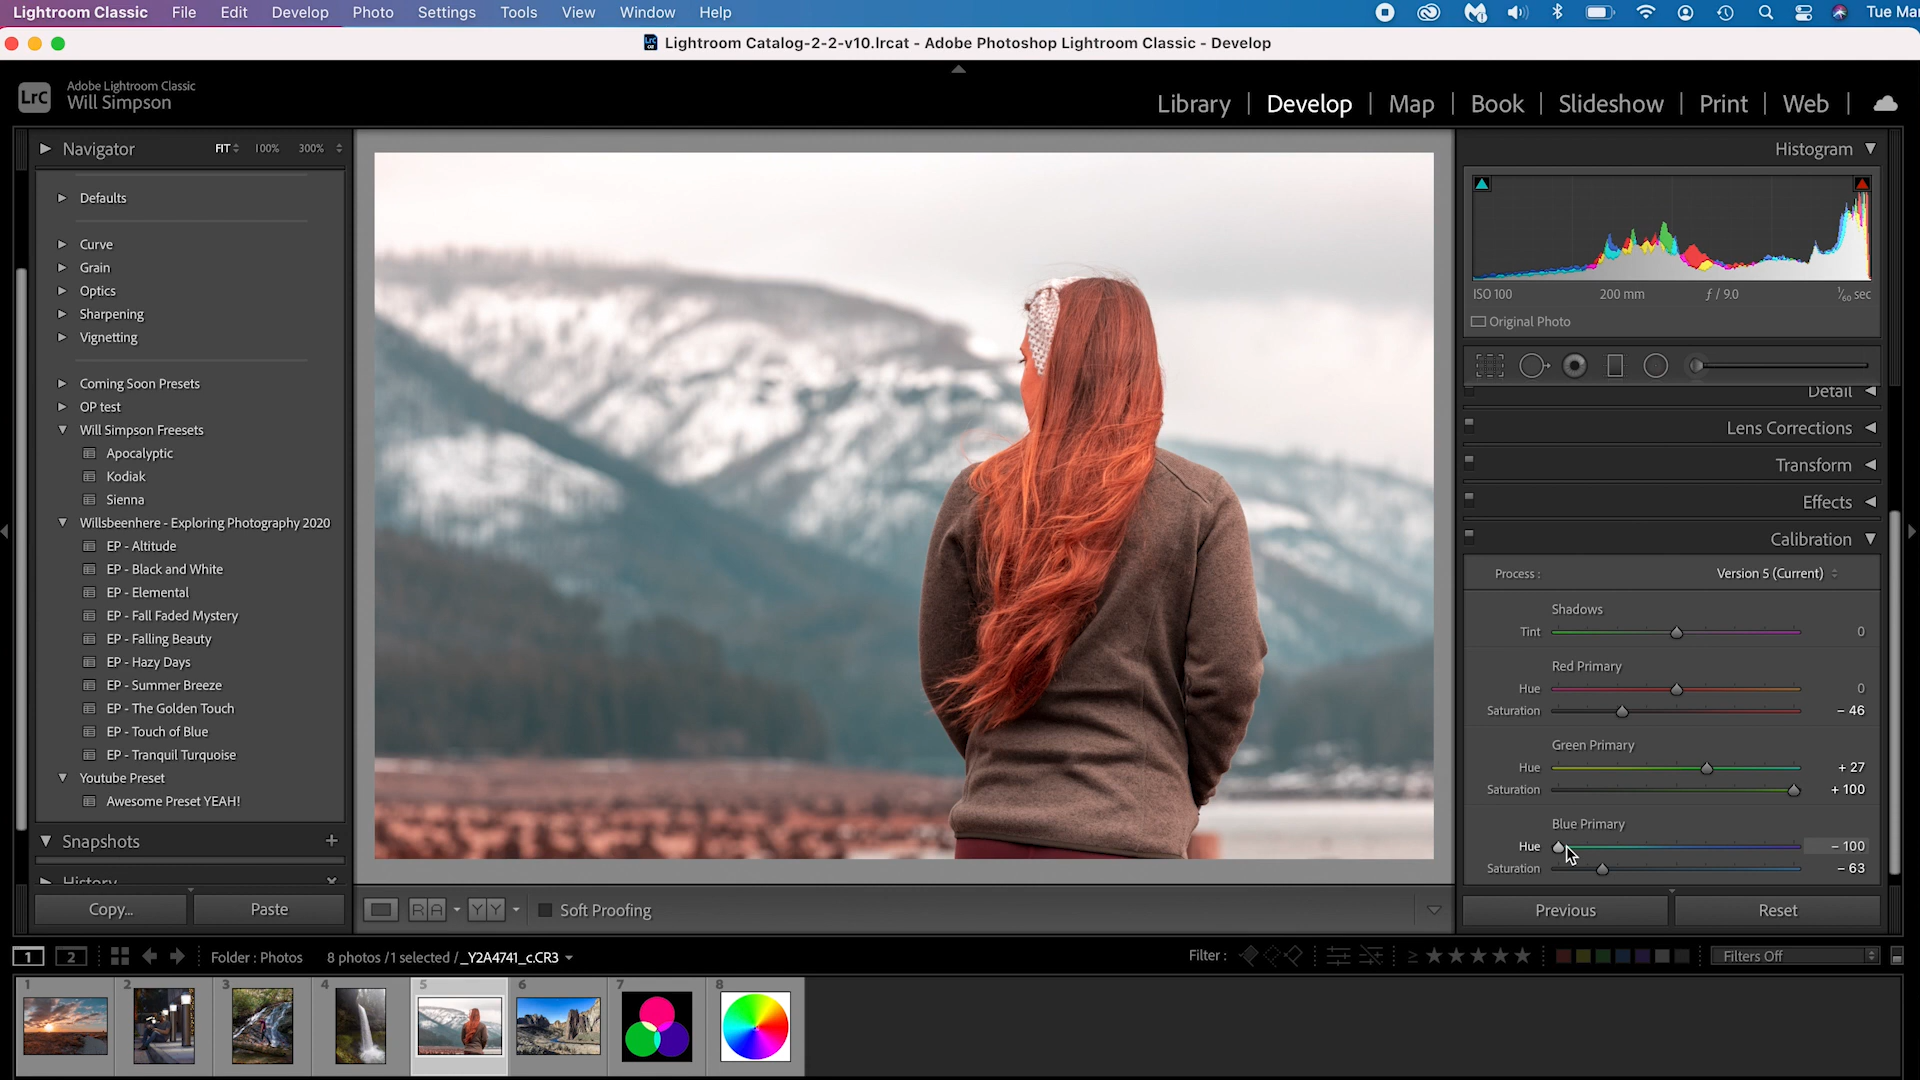 Lightroom Classic File Edit Develop Photo Settings Tools View Window Help
Tue Mar
Lightroom Catalog-2-2-v10.lrcat - Adobe Photoshop Lightroom Classic - Develop
LrC
Adobe Lightroom Classic
Will Simpson
Library | Develop | Map | Book | Slideshow | Print | Web |
Navigator FIT 100% 300%
Defaults
Curve
Grain
Optics
Sharpening
Vignetting
Coming Soon Presets
OP test
Will Simpson Freesets
Apocalyptic
Kodiak
Sienna
Willsbeenhere - Exploring Photography 2020
EP - Altitude
EP - Black and White
EP - Elemental
EP - Fall Faded Mystery
EP - Falling Beauty
EP - Hazy Days
EP - Summer Breeze
EP - The Golden Touch
EP - Touch of Blue
EP - Tranquil Turquoise
Youtube Preset
Awesome Preset YEAH!
Snapshots +
History
Copy... Paste
R A Y Y Soft Proofing
Histogram
ISO 100 200 mm ƒ / 9.0 1/60 sec
Original Photo
Detail
Lens Corrections
Transform
Effects
Calibration
Process : Version 5 (Current)
Shadows
Tint 0
Red Primary
Hue 0
Saturation - 46
Green Primary
Hue + 27
Saturation + 100
Blue Primary
Hue - 100
Saturation - 63
Previous Reset
1 2 Folder : Photos 8 photos / 1 selected / _Y2A4741_c.CR3
Filter : ≥ ★★★★★ Filters Off
1 2 3 4 5 6 7 8